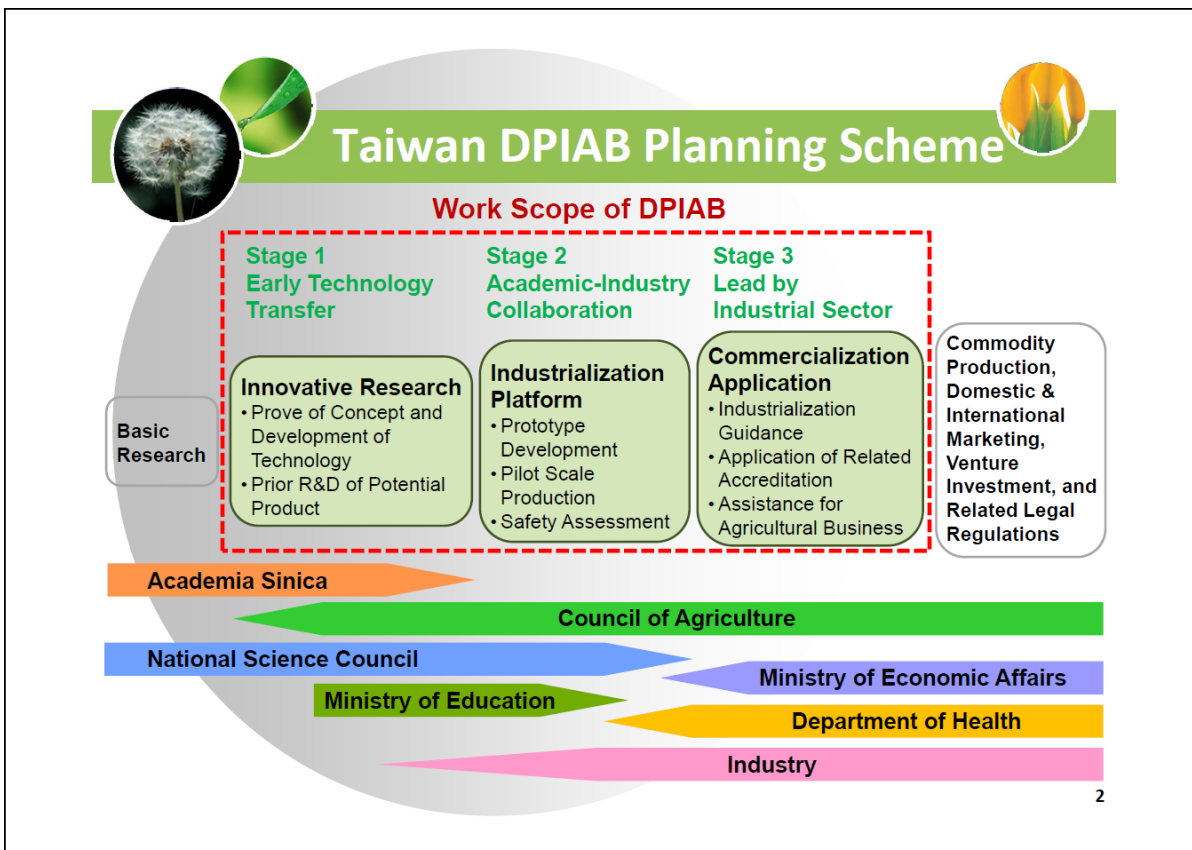 Taiwan DPIAB Planning Scheme
Work Scope of DPIAB
Stage 1
Early Technology
Transfer
Stage 2
Academic-Industry
Collaboration
Stage 3
Lead by
Industrial Sector
Basic
Research
Innovative Research
• Prove of Concept and
Development of
Technology
• Prior R&D of Potential
Product
Industrialization
Platform
• Prototype
Development
• Pilot Scale
Production
• Safety Assessment
Commercialization
Application
• Industrialization
Guidance
• Application of Related
Accreditation
• Assistance for
Agricultural Business
Commodity
Production,
Domestic &
International
Marketing,
Venture
Investment, and
Related Legal
Regulations
Academia Sinica
Council of Agriculture
National Science Council
Ministry of Economic Affairs
Ministry of Education
Department of Health
Industry
2